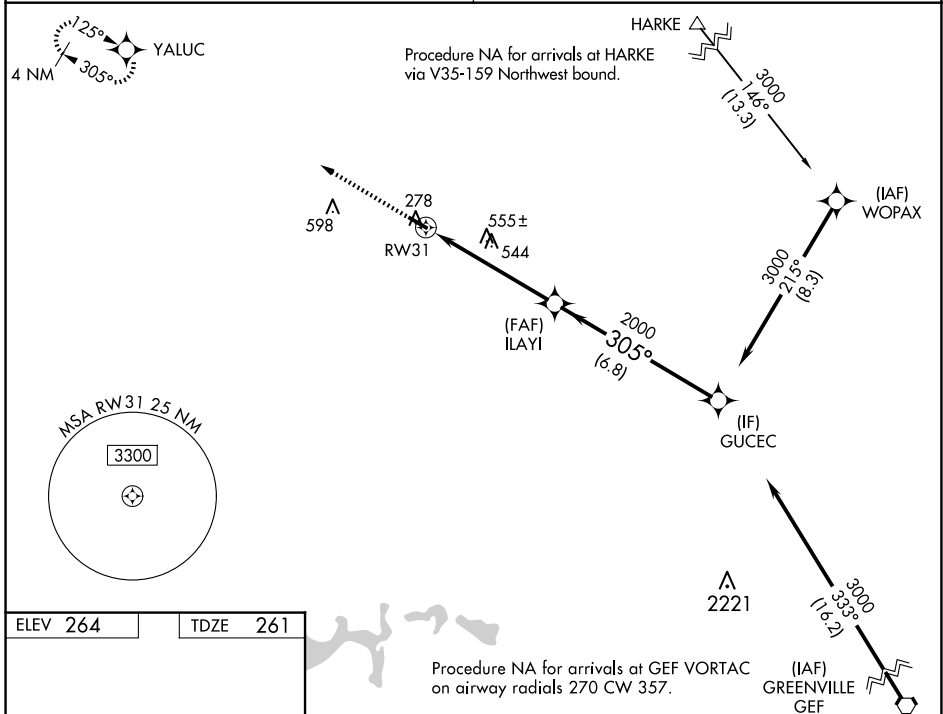 125°
305°
4 NM
YALUC
Procedure NA for arrivals at HARKE
via V35-159 Northwest bound.
HARKE
3000
146°
(13.3)
(IAF)
WOPAX
3000
215°
(8.3)
598
278
RW31
555±
544
(FAF)
ILAYI
2000
305°
(6.8)
(IF)
GUCEC
MSA RW31 25 NM
3300
2221
3000
333°
(16.2)
ELEV 264
TDZE 261
Procedure NA for arrivals at GEF VORTAC
on airway radials 270 CW 357.
(IAF)
GREENVILLE
GEF